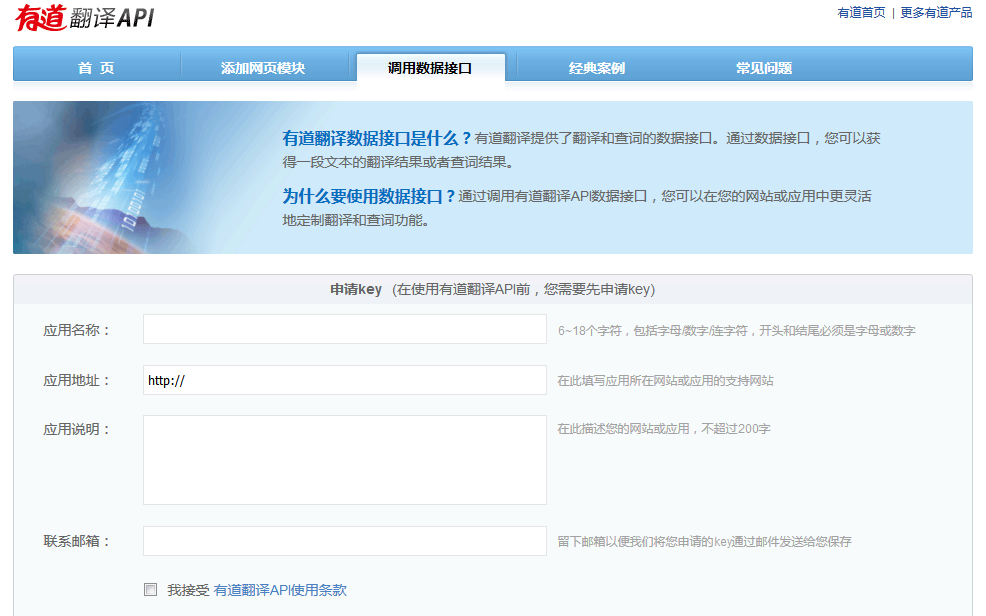 有道翻译API
有道首页 | 更多有道产品
首 页 添加网页模块 调用数据接口 经典案例 常见问题
有道翻译数据接口是什么？有道翻译提供了翻译和查词的数据接口。通过数据接口，您可以获
得一段文本的翻译结果或者查词结果。
为什么要使用数据接口？通过调用有道翻译API数据接口，您可以在您的网站或应用中更灵活
地定制翻译和查词功能。
申请key (在使用有道翻译API前，您需要先申请key)
应用名称： 6~18个字符，包括字母/数字/连字符，开头和结尾必须是字母或数字
应用地址： http:// 在此填写应用所在网站或应用的支持网站
应用说明： 在此描述您的网站或应用，不超过200字
联系邮箱： 留下邮箱以便我们将您申请的key通过邮件发送给您保存
我接受 有道翻译API使用条款